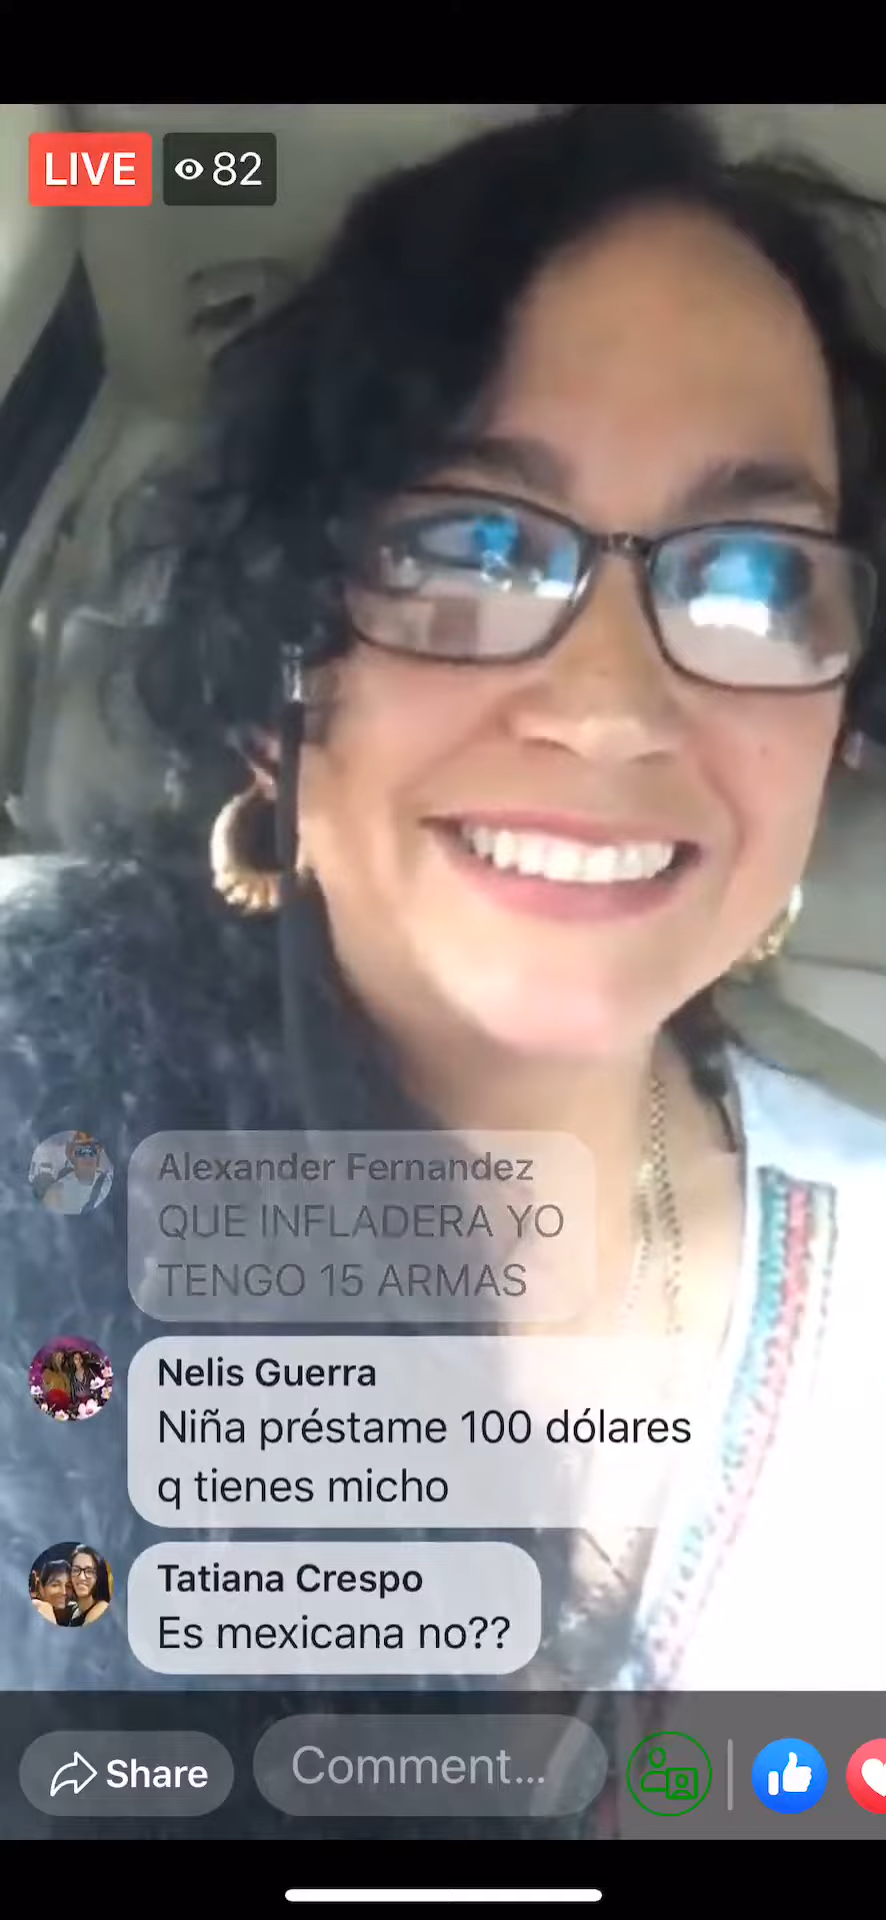 LIVE 82
Alexander Fernandez
QUE INFLADERA YO
TENGO 15 ARMAS
Nelis Guerra
Niña préstame 100 dólares
q tienes micho
Tatiana Crespo
Es mexicana no??
Share Comment...